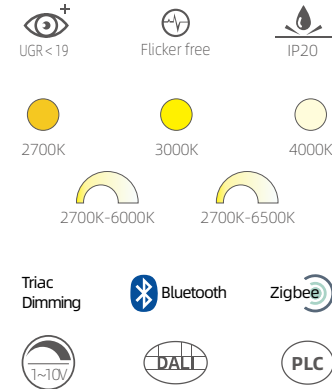 UGR<19 Flicker free IP20
2700K 3000K 4000K
2700K-6000K 2700K-6500K
Triac
Dimming
Bluetooth Zigbee
1~10V DALI PLC